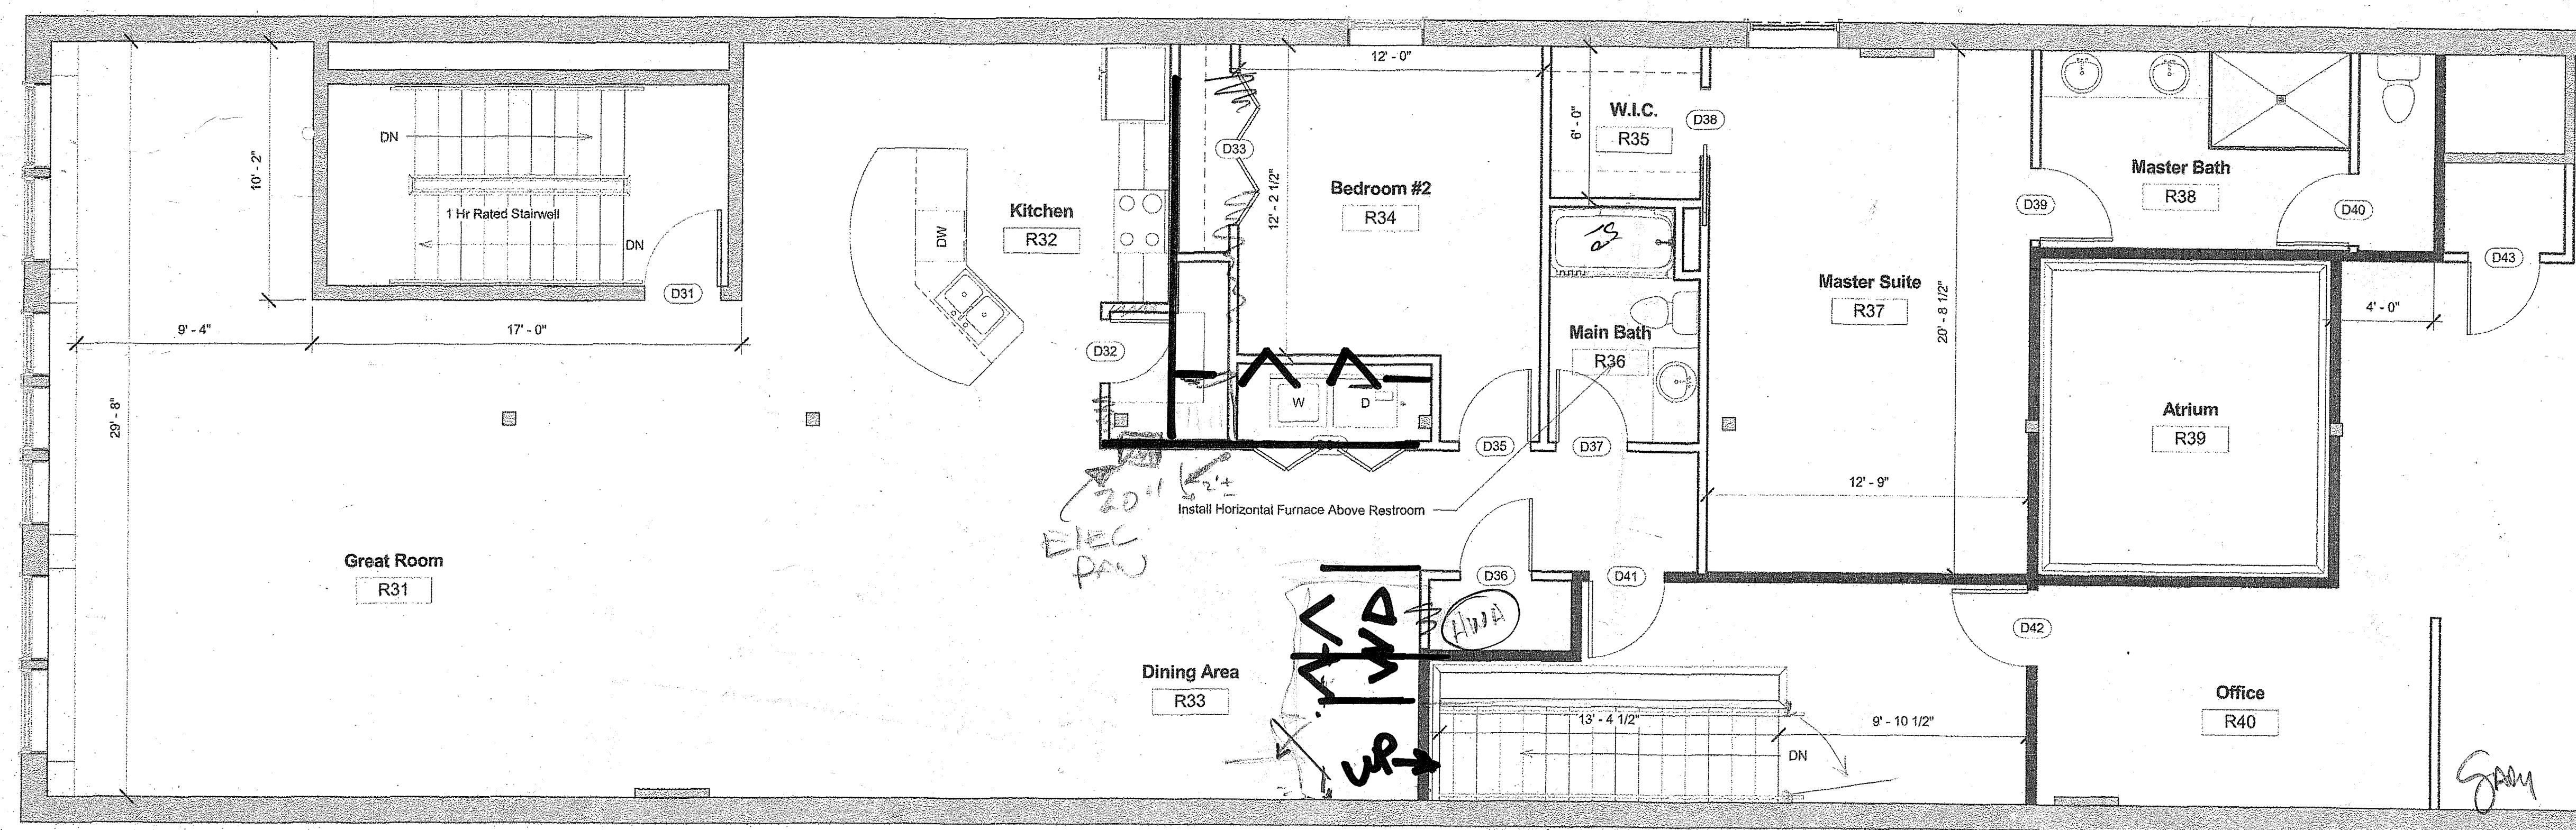 12' - 0"
W.I.C.
R35
6' - 0"
D38
DN
10' - 2"
1 Hr Rated Stairwell
DN
D31
9' - 4"
17' - 0"
29' - 8"
Kitchen
R32
DW
D32
D33
12' - 2 1/2"
Bedroom #2
R34
Main Bath
R36
W
D
D35
D37
Master Suite
R37
20' - 8 1/2"
12' - 9"
Master Bath
R38
D39
D40
D43
4' - 0"
Atrium
R39
20"
2'±
Install Horizontal Furnace Above Restroom
ELEC
PAN
Great Room
R31
D36
D41
D42
HWH
D
W
Dining Area
R33
UP
13' - 4 1/2"
9' - 10 1/2"
DN
Office
R40
Gary